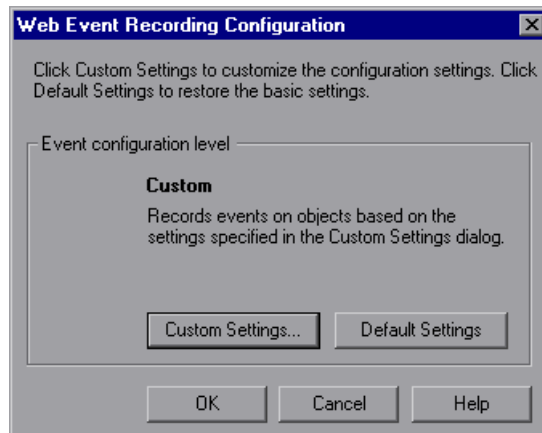 Web Event Recording Configuration
Click Custom Settings to customize the configuration settings. Click
Default Settings to restore the basic settings.
Event configuration level
Custom
Records events on objects based on the
settings specified in the Custom Settings dialog.
Custom Settings...
Default Settings
OK
Cancel
Help